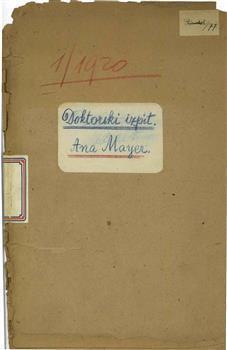 1/1920
Doktorski izpit.
Ana Mayer.